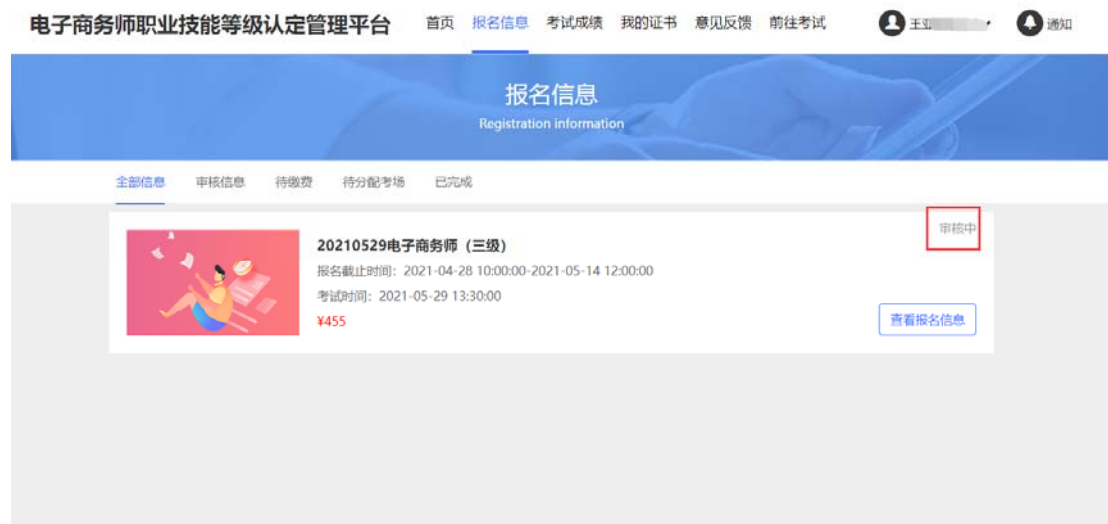 电子商务师职业技能等级认定管理平台 首页 报名信息 考试成绩 我的证书 意见反馈 前往考试 王 通知
报名信息
Registration information
全部信息 审核信息 待缴费 待分配考场 已完成
审核中
20210529电子商务师（三级）
报名截止时间：2021-04-28 10:00:00-2021-05-14 12:00:00
考试时间：2021-05-29 13:30:00
¥455
查看报名信息